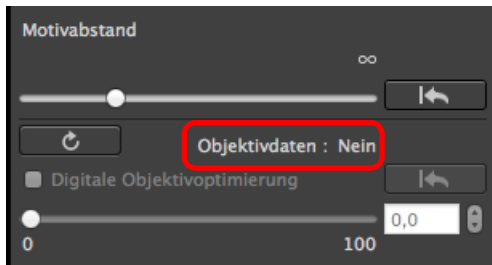 Motivabstand
∞
Objektivdaten : Nein
Digitale Objektivoptimierung
0,0
0 100